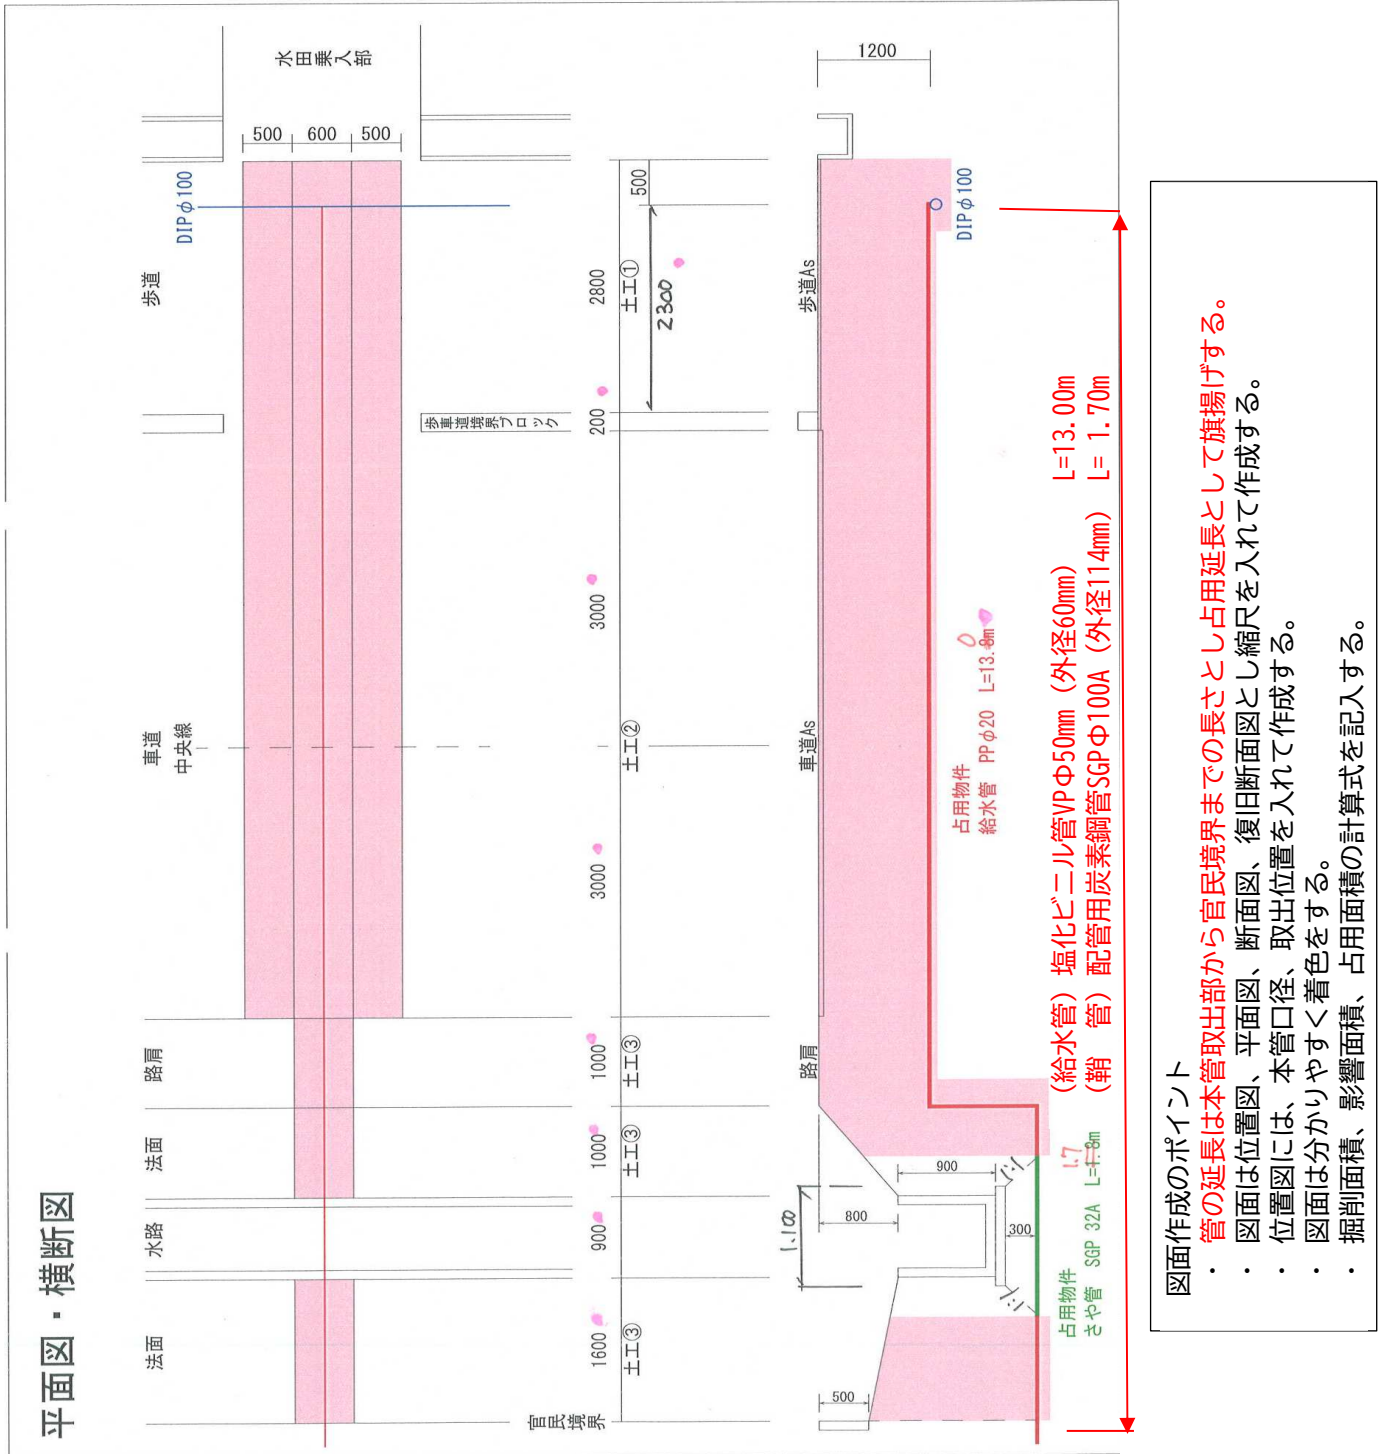 平面図・横断図
水田乗入部
500
600
500
DIPφ100
歩道
歩車道境界ブロック
車道
中央線
路肩
法面
水路
法面
官民境界
1600
900
1000
1000
3000
3000
200
2800
500
2300
土工③
土工③
土工③
土工②
土工①
1200
歩道As
車道As
路肩
DIPφ100
500
800
900
300
1.100
1:1
1:1
占用物件
給水管 PPφ20 L=13.8m
0
占用物件
さや管 SGP 32A L=1.8m
1.7
(給水管) 塩化ビニル管VPΦ50mm (外径60mm) L=13.00m
(鞘 管) 配管用炭素鋼管SGPΦ100A (外径114mm) L= 1.70m
図面作成のポイント
・ 管の延長は本管取出部から官民境界までの長さとし占用延長として旗揚げする。
・ 図面は位置図、平面図、断面図、復旧断面図とし縮尺を入れて作成する。
・ 位置図には、本管口径、取出位置を入れて作成する。
・ 図面は分かりやすく着色をする。
・ 掘削面積、影響面積、占用面積の計算式を記入する。